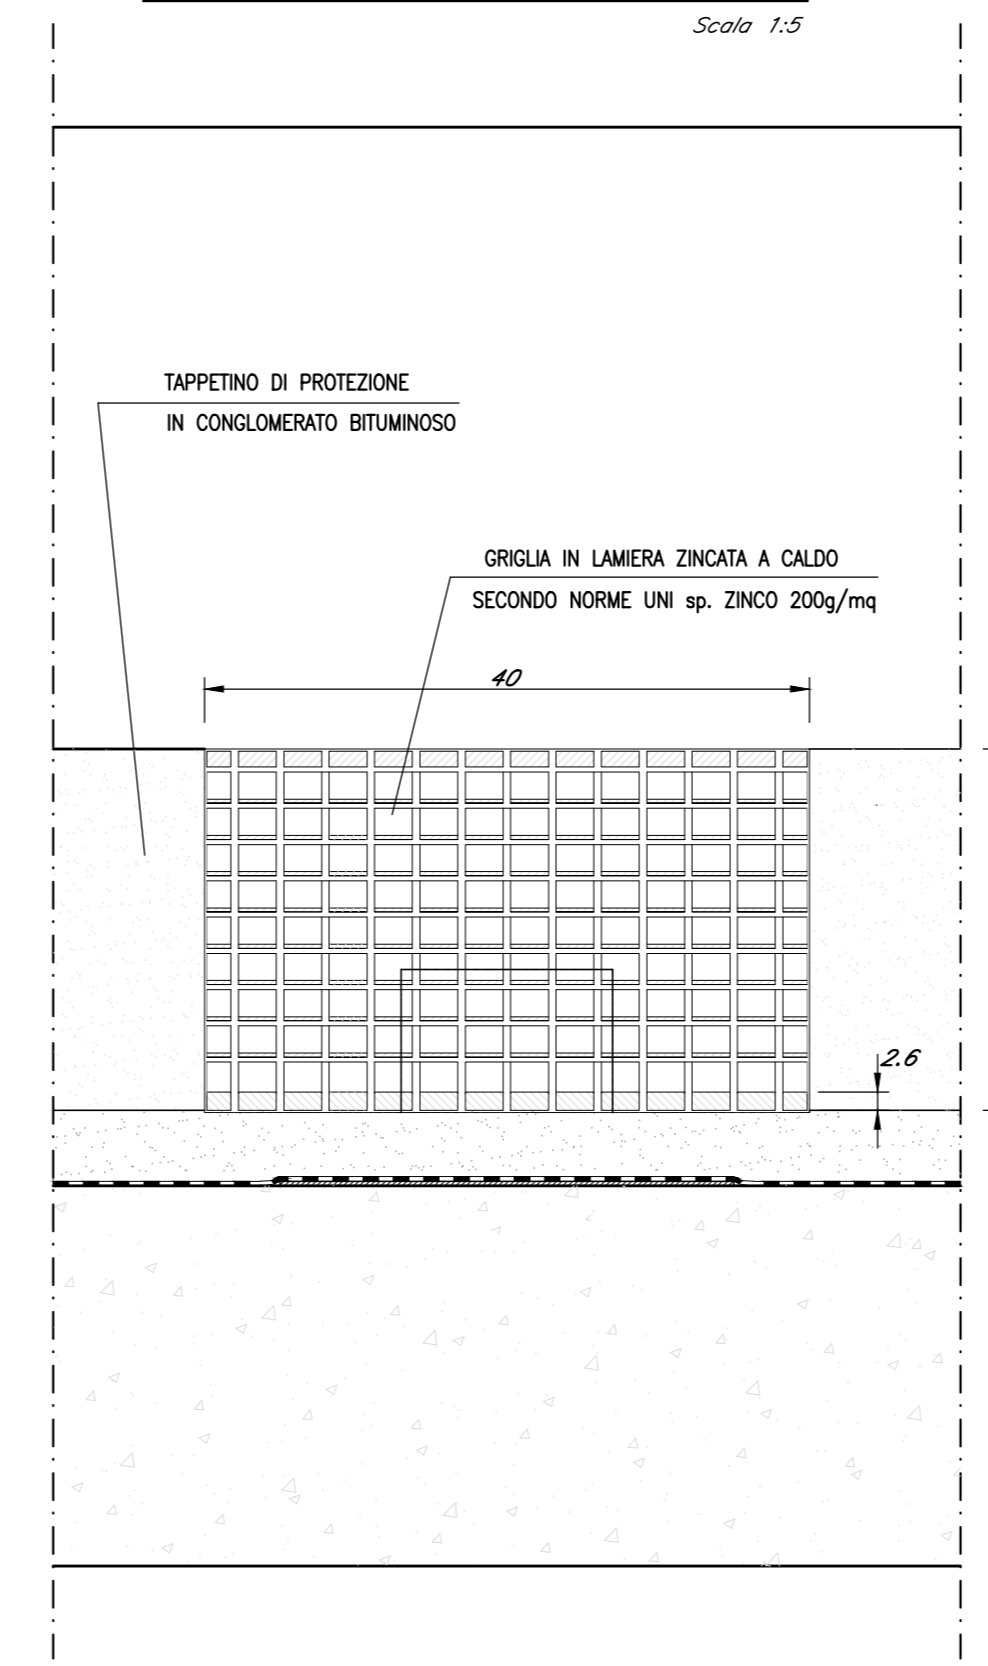 Scala 1:5
TAPPETINO DI PROTEZIONE
IN CONGLOMERATO BITUMINOSO
GRIGLIA IN LAMIERA ZINCATA A CALDO
SECONDO NORME UNI sp. ZINCO 200g/mq
40
2.6